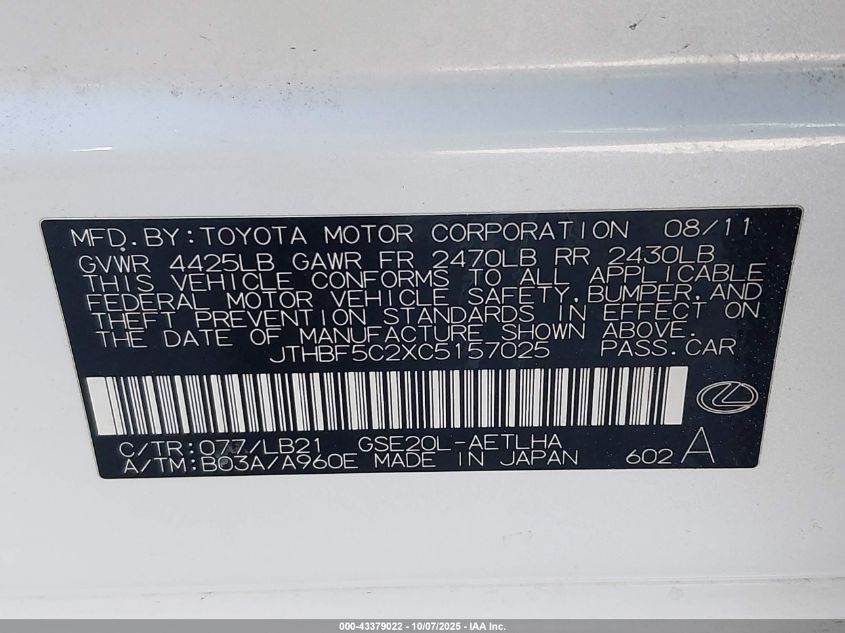 MFD. BY: TOYOTA MOTOR CORPORATION 08/11
GVWR 4425LB GAWR FR 2470LB RR 2430LB
THIS VEHICLE CONFORMS TO ALL APPLICABLE
FEDERAL MOTOR VEHICLE SAFETY, BUMPER, AND
THEFT PREVENTION STANDARDS IN EFFECT ON
THE DATE OF MANUFACTURE SHOWN ABOVE.
JTHBF5C2XC5157025 PASS. CAR
C/TR: 077/LB21 GSE20L-AETLHA
A/TM: B03A/A960E MADE IN JAPAN 602 A
000-43379022 - 10/07/2025 - IAA Inc.